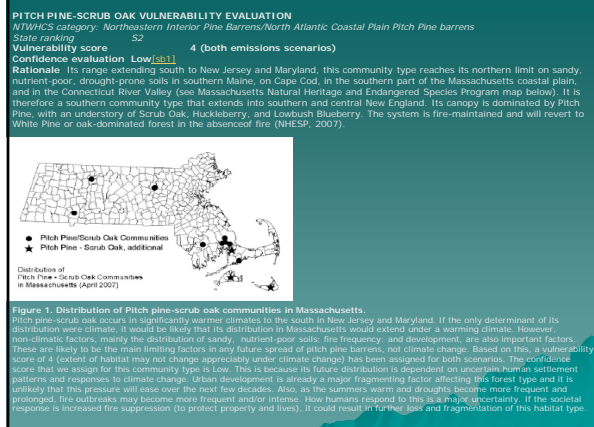 PITCH PINE-SCRUB OAK VULNERABILITY EVALUATION
NTWHCS category: Northeastern Interior Pine Barrens/North Atlantic Coastal Plain Pitch Pine barrens
State ranking S2
Vulnerability score 4 (both emissions scenarios)
Confidence evaluation Low[sb1]
Rationale Its range extending south to New Jersey and Maryland, this community type reaches its northern limit on sandy,
nutrient-poor, drought-prone soils in southern Maine, on Cape Cod, in the southern part of the Massachusetts coastal plain,
and in the Connecticut River Valley (see Massachusetts Natural Heritage and Endangered Species Program map below). It is
therefore a southern community type that extends into southern and central New England. Its canopy is dominated by Pitch
Pine, with an understory of Scrub Oak, Huckleberry, and Lowbush Blueberry. The system is fire-maintained and will revert to
White Pine or oak-dominated forest in the absenceof fire (NHESP, 2007).
Pitch Pine/Scrub Oak Communities
Pitch Pine - Scrub Oak, additional
Distribution of
Pitch Pine - Scrub Oak Communities
in Massachusetts (April 2007)
Figure 1. Distribution of Pitch pine-scrub oak communities in Massachusetts.
Pitch pine-scrub oak occurs in significantly warmer climates to the south in New Jersey and Maryland. If the only determinant of its
distribution were climate, it would be likely that its distribution in Massachusetts would extend under a warming climate. However,
non-climatic factors, mainly the distribution of sandy, nutrient-poor soils; fire frequency; and development, are also important factors.
These are likely to be the main limiting factors in any future spread of pitch pine barrens, not climate change. Based on this, a vulnerability
score of 4 (extent of habitat may not change appreciably under climate change) has been assigned for both scenarios. The confidence
score that we assign for this community type is Low. This is because its future distribution is dependent on uncertain human settlement
patterns and responses to climate change. Urban development is already a major fragmenting factor affecting this forest type and it is
unlikely that this pressure will ease over the next few decades. Also, as the summers warm and droughts become more frequent and
prolonged, fire outbreaks may become more frequent and/or intense. How humans respond to this is a major uncertainty. If the societal
response is increased fire suppression (to protect property and lives), it could result in further loss and fragmentation of this habitat type.